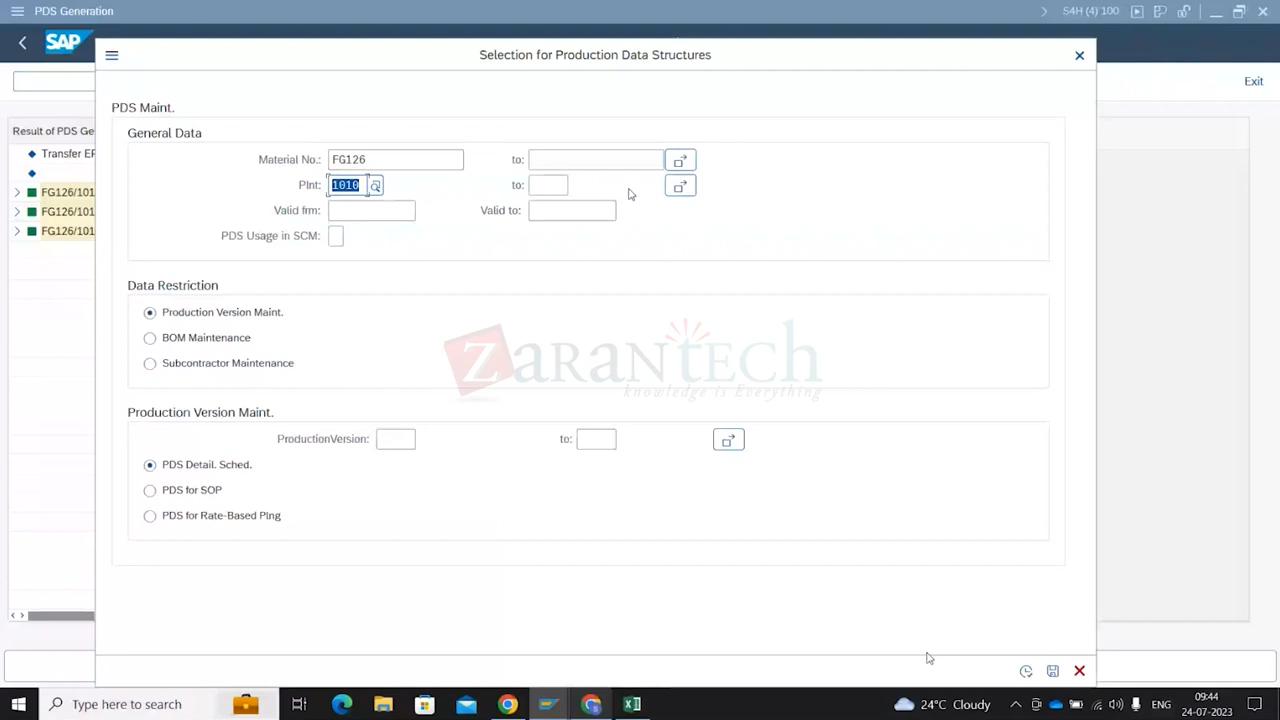 PDS Generation
S4H (4) 100
SAP
Selection for Production Data Structures
Exit
PDS Maint.
Result of PDS Ge
General Data
Transfer EF
Material No.: FG126 to:
Plnt: 1010 to:
FG126/101
FG126/101
FG126/101
Valid frm: Valid to:
PDS Usage in SCM:
Data Restriction
Production Version Maint.
BOM Maintenance
Subcontractor Maintenance
ZaranTech
knowledge is Everything
Production Version Maint.
ProductionVersion: to:
PDS Detail. Sched.
PDS for SOP
PDS for Rate-Based Plng
Type here to search
24°C Cloudy
ENG
09:44
24-07-2023